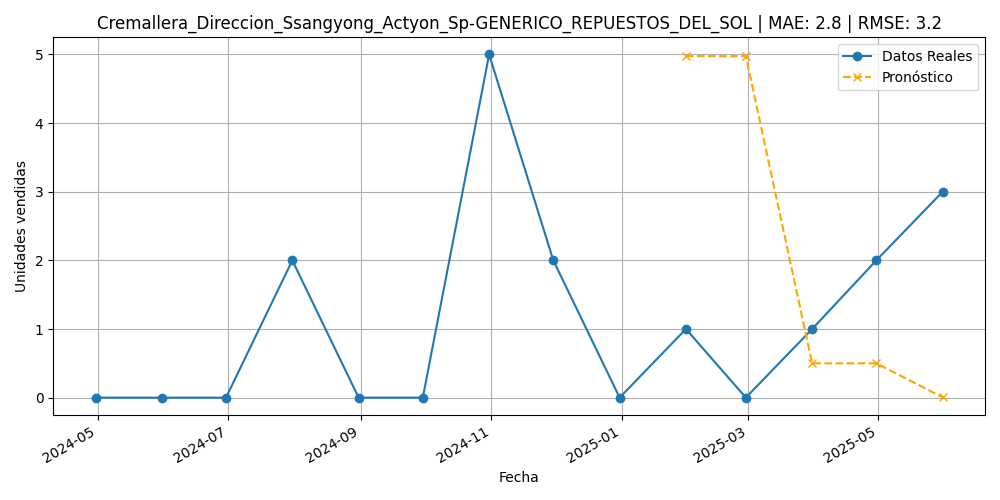 Cremallera_Direccion_Ssangyong_Actyon_Sp-GENERICO_REPUESTOS_DEL_SOL | MAE: 2.8 | RMSE: 3.2
Datos Reales
Pronóstico
Unidades vendidas
5
4
3
2
1
0
2024-05
2024-07
2024-09
2024-11
2025-01
2025-03
2025-05
Fecha